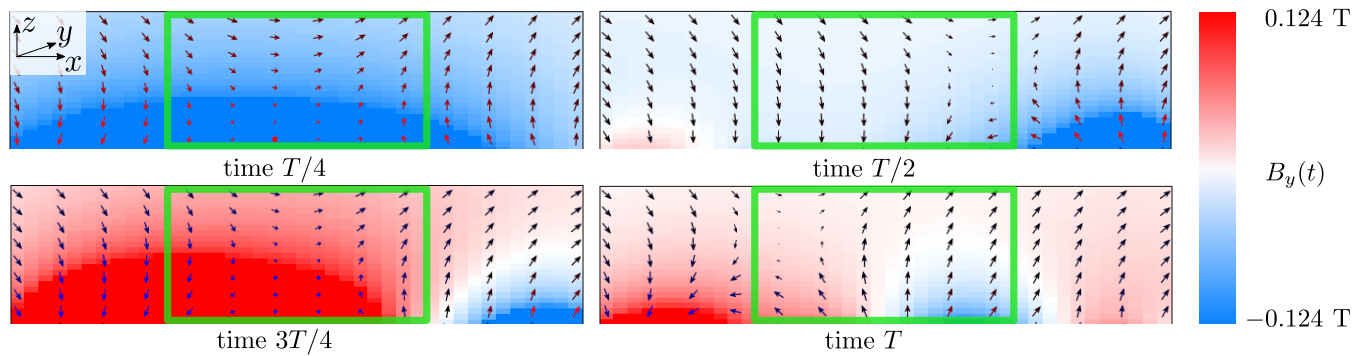 z
y
x
time T/4
time T/2
0.124 T
B_y(t)
−0.124 T
time 3T/4
time T